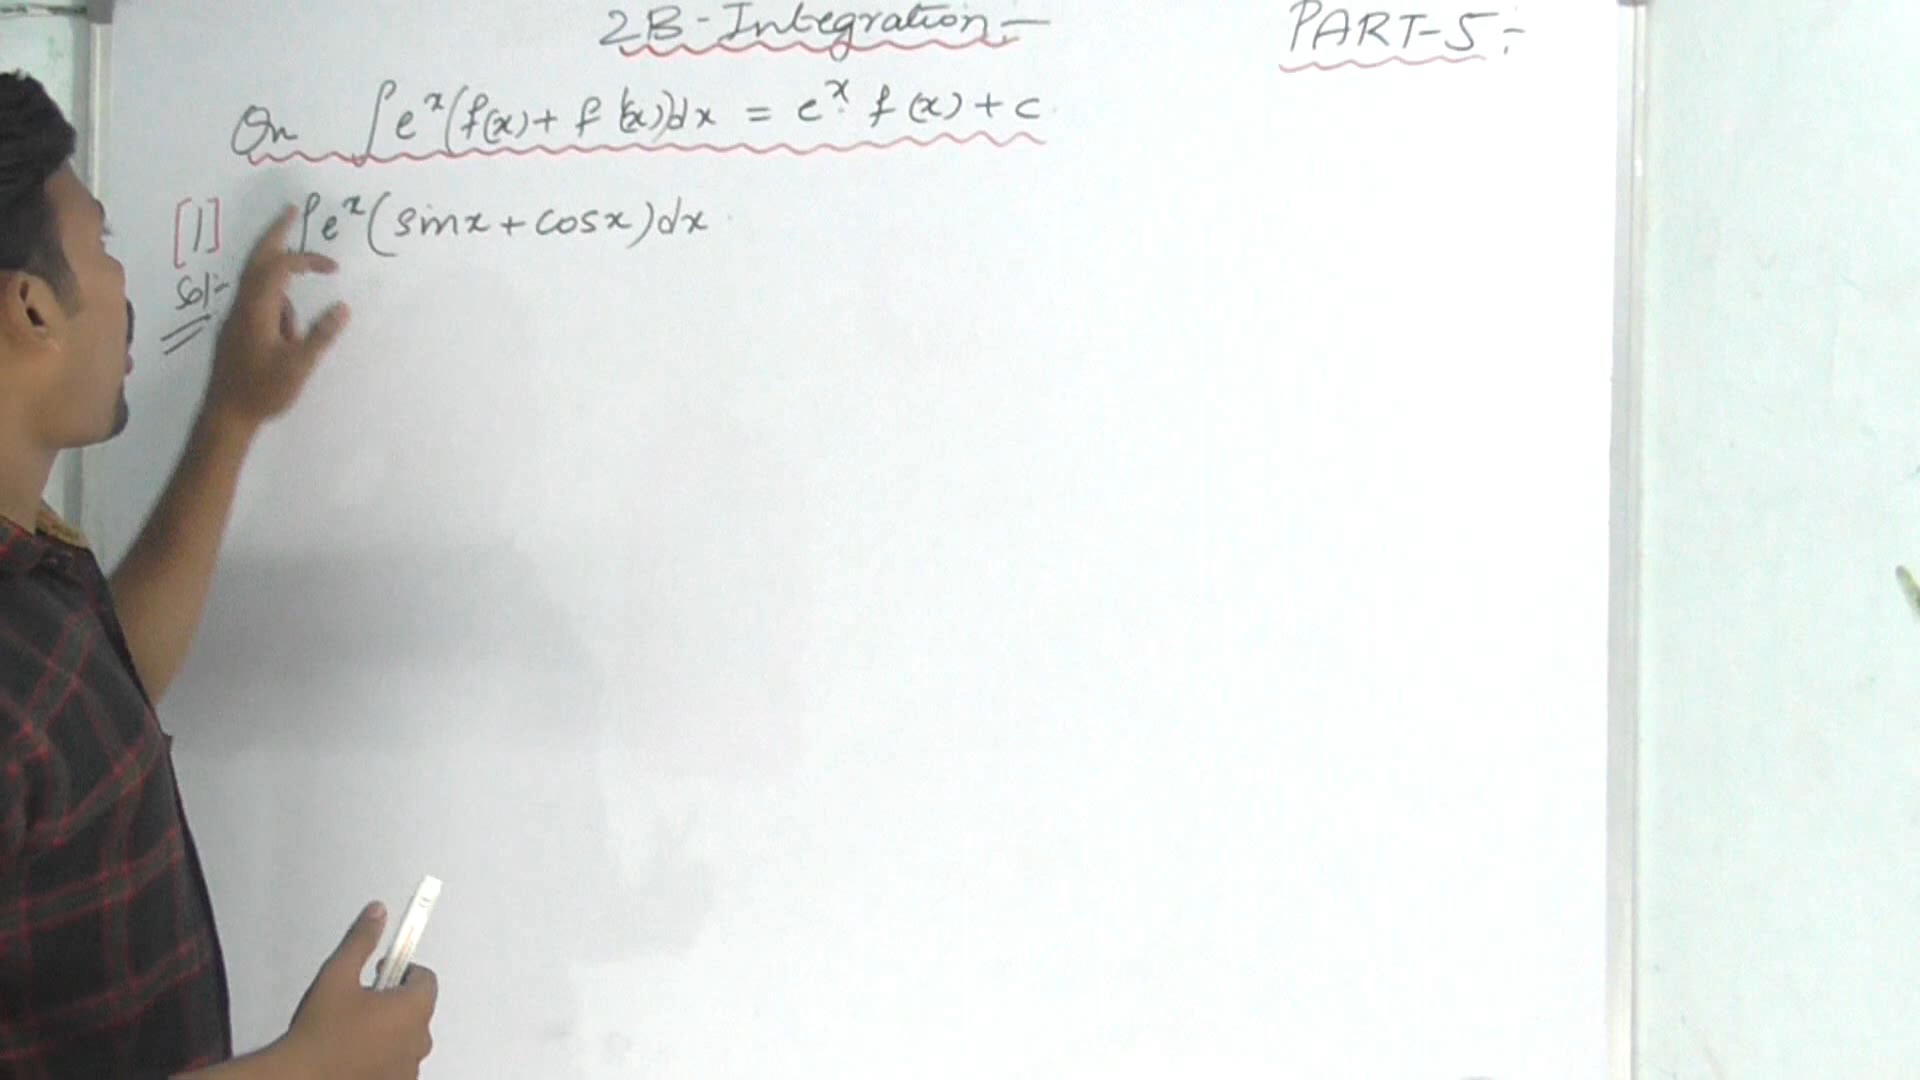 2B-Integration:-
PART-5:-
On ∫e^x(f(x)+f'(x))dx = e^x f(x)+c
[1] ∫e^x(sinx+cosx)dx
Sol:-